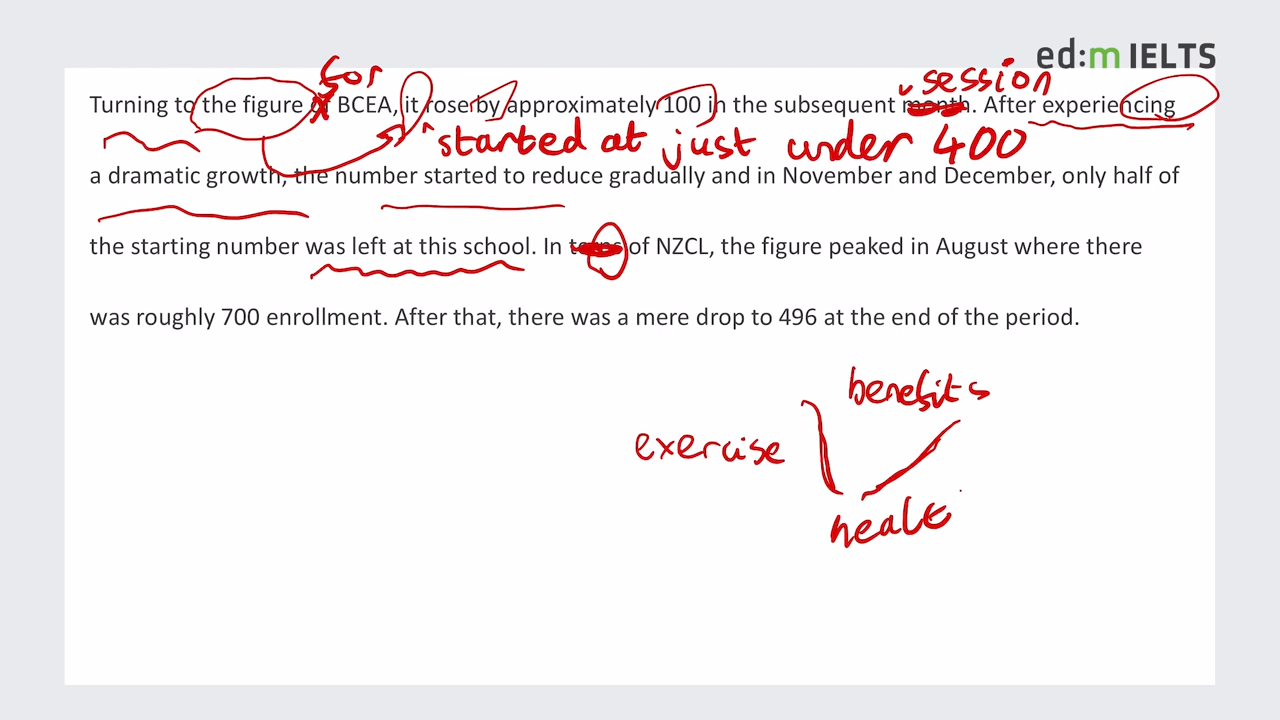 ed:m IELTS
session
for
Turning to the figure of BCEA, it rose by approximately 100 in the subsequent month. After experiencing
started at just under 400
a dramatic growth, the number started to reduce gradually and in November and December, only half of
the starting number was left at this school. In terms of NZCL, the figure peaked in August where there
was roughly 700 enrollment. After that, there was a mere drop to 496 at the end of the period.
benefits
exercise
healt